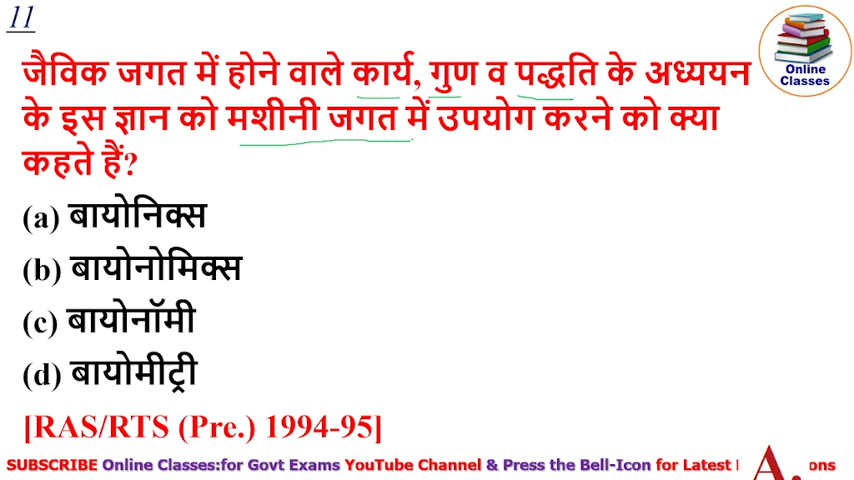 11
Online
Classes
जैविक जगत में होने वाले कार्य, गुण व पद्धति के अध्ययन
के इस ज्ञान को मशीनी जगत में उपयोग करने को क्या
कहते हैं?
(a) बायोनिक्स
(b) बायोनोमिक्स
(c) बायोनॉमी
(d) बायोमीट्री
[RAS/RTS (Pre.) 1994-95]
SUBSCRIBE Online Classes:for Govt Exams YouTube Channel & Press the Bell-Icon for Latest
A.